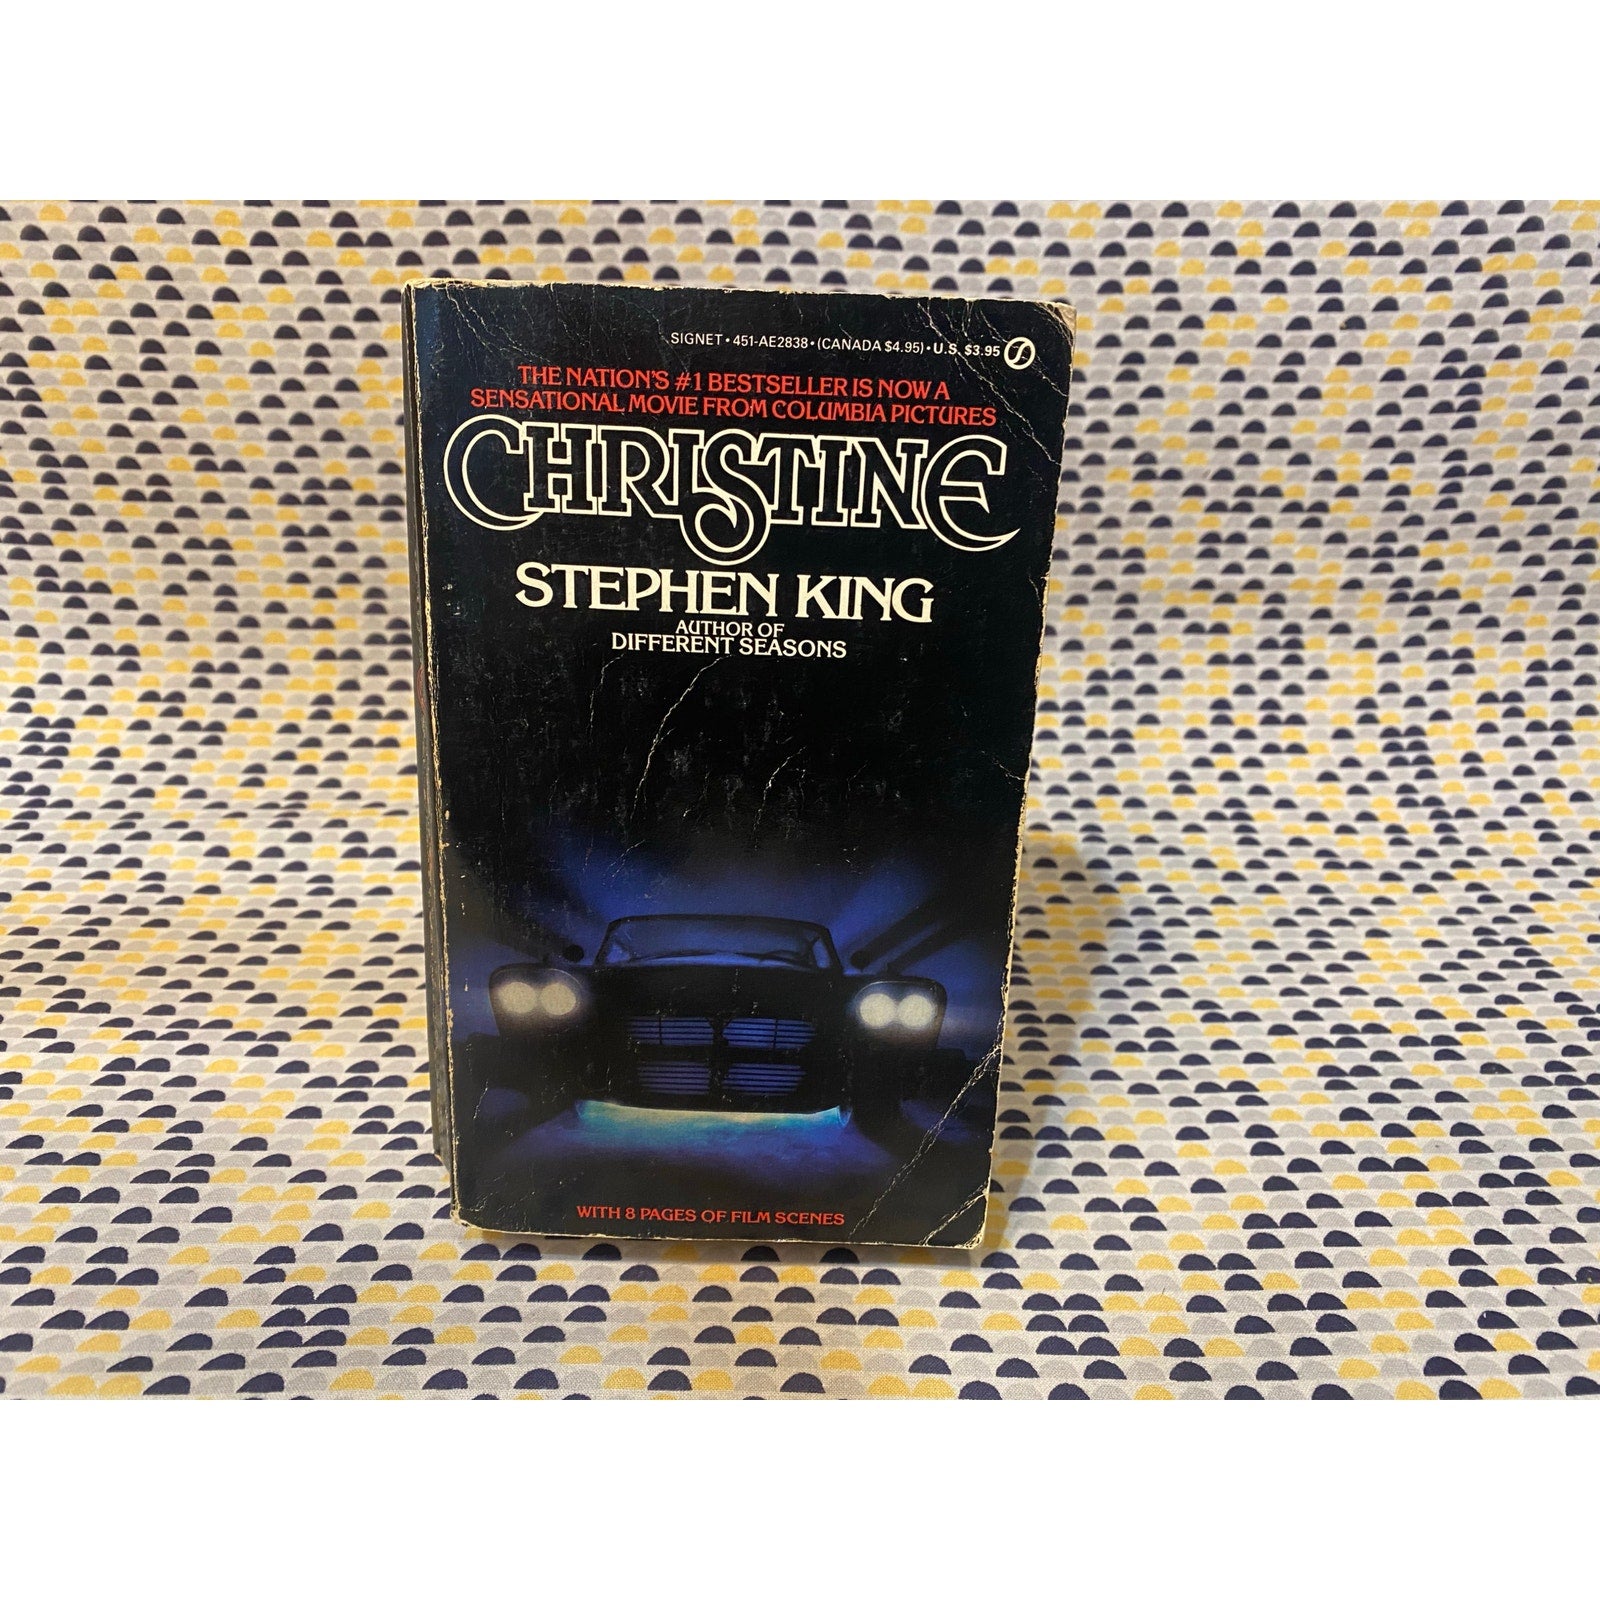 SIGNET • 451-AE2838 • (CANADA $4.95) • U.S. $3.95
THE NATION'S #1 BESTSELLER IS NOW A
SENSATIONAL MOVIE FROM COLUMBIA PICTURES
CHRISTINE
STEPHEN KING
AUTHOR OF
DIFFERENT SEASONS
WITH 8 PAGES OF FILM SCENES